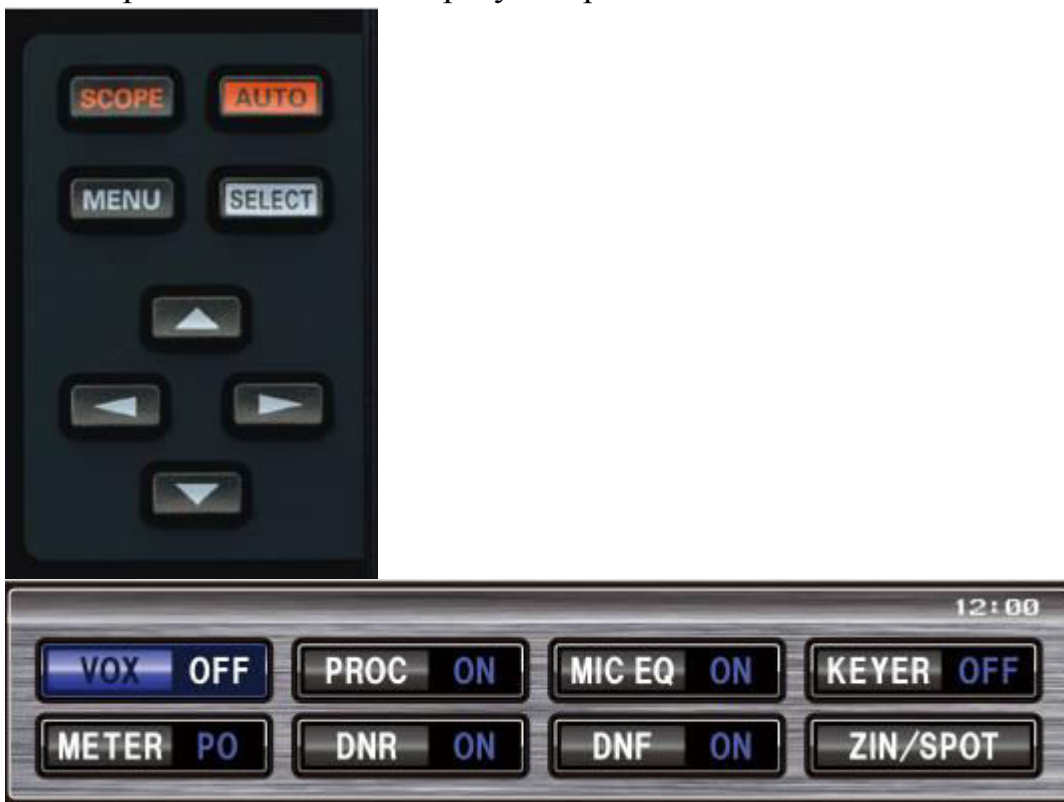 SCOPE AUTO
MENU SELECT
12:00
VOX OFF PROC ON MIC EQ ON KEYER OFF
METER PO DNR ON DNF ON ZIN/SPOT